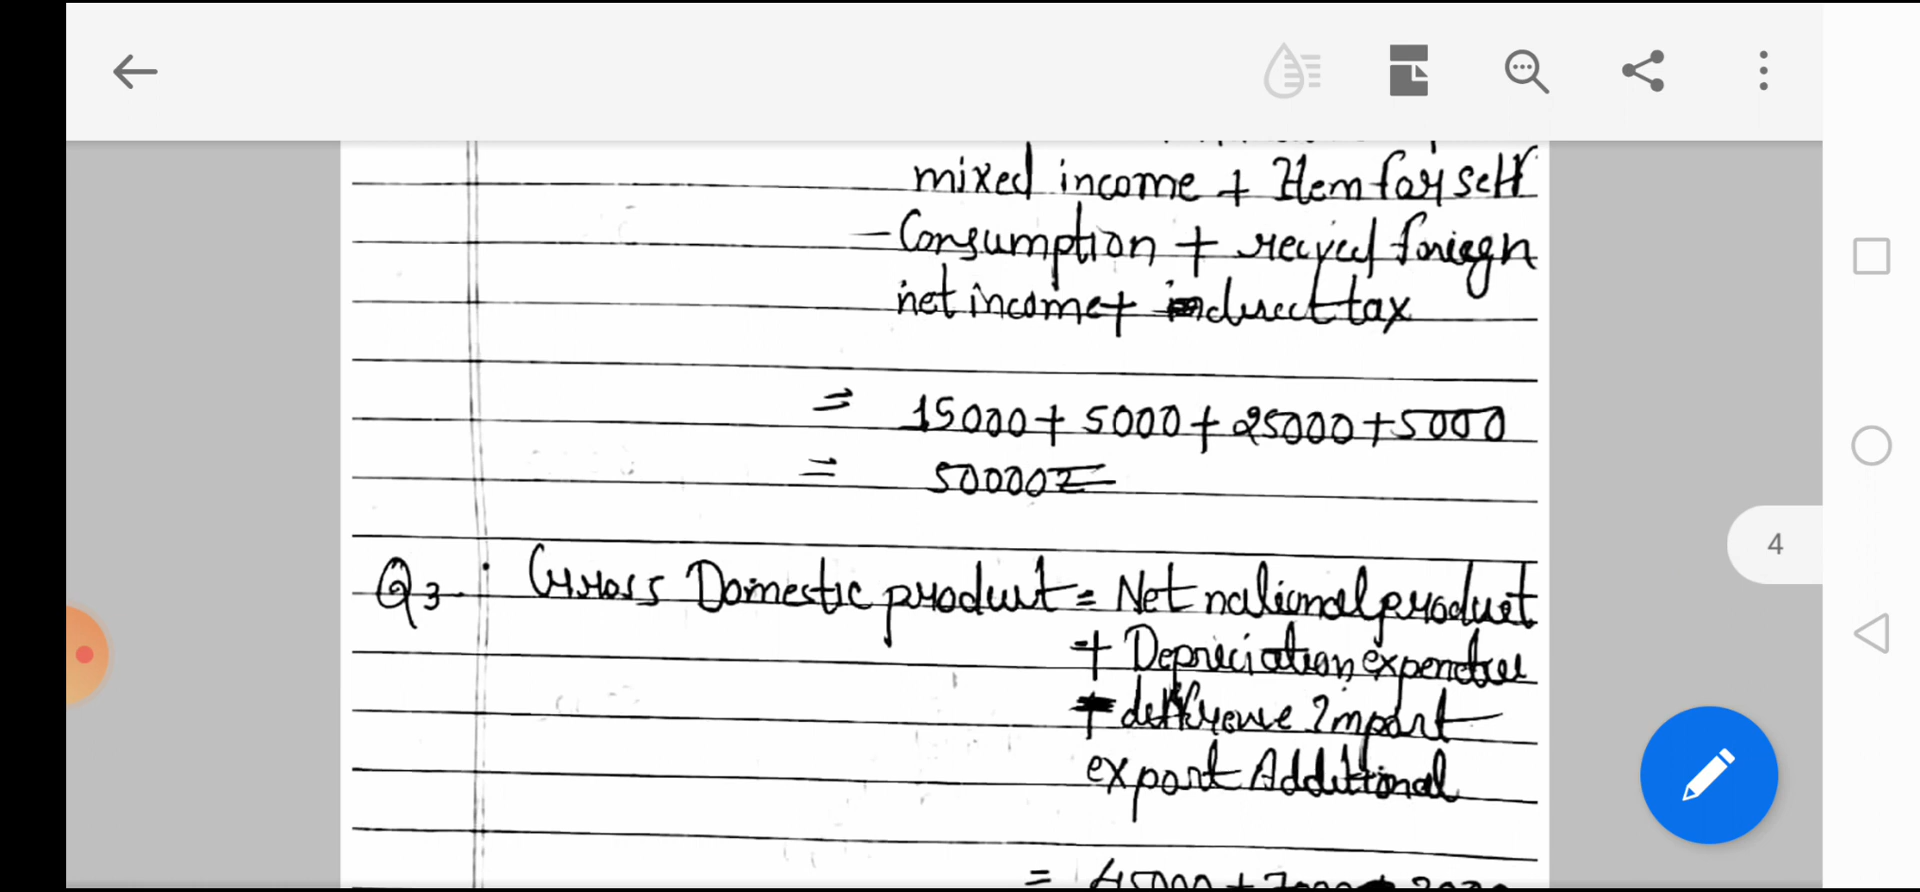 mixed income + Item for self
- Consumption + recived foriegn
net income + indirect tax
= 15000 + 5000 + 25000 + 5000
= 50000
Q3. Gross Domestic product = Net national product
+ Depriciation expenditure
+ difference Import
export Additional
4